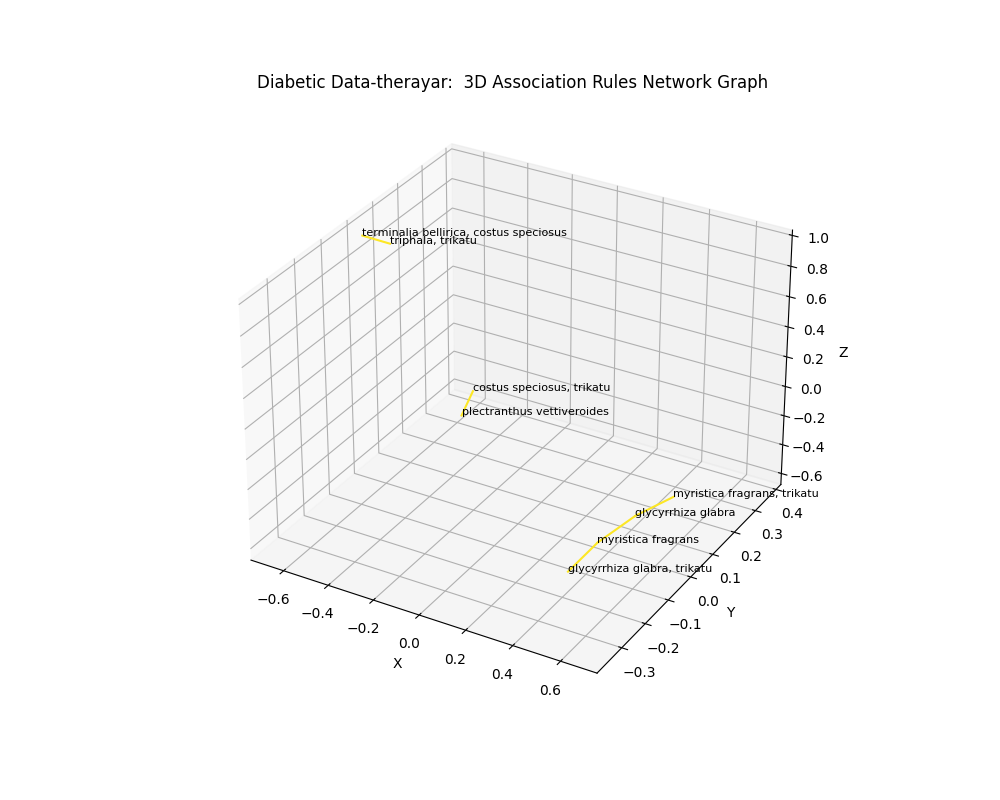 Diabetic Data-therayar:  3D Association Rules Network Graph
terminalia bellirica, costus speciosus
triphala, trikatu
costus speciosus, trikatu
plectranthus vettiveroides
myristica fragrans, trikatu
glycyrrhiza glabra
myristica fragrans
glycyrrhiza glabra, trikatu
1.0
0.8
0.6
0.4
0.2
0.0
−0.2
−0.4
−0.6
Z
0.4
0.3
0.2
0.1
0.0
−0.1
−0.2
−0.3
Y
−0.6
−0.4
−0.2
0.0
0.2
0.4
0.6
X